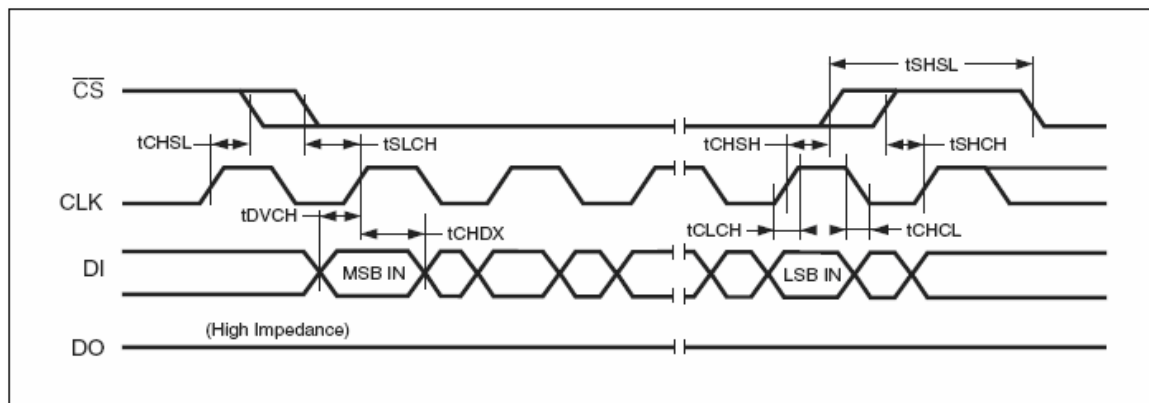 tSHSL
CS
tCHSL
tSLCH
tCHSH
tSHCH
CLK
tDVCH
tCHDX
tCLCH
tCHCL
DI
MSB IN
LSB IN
(High Impedance)
DO